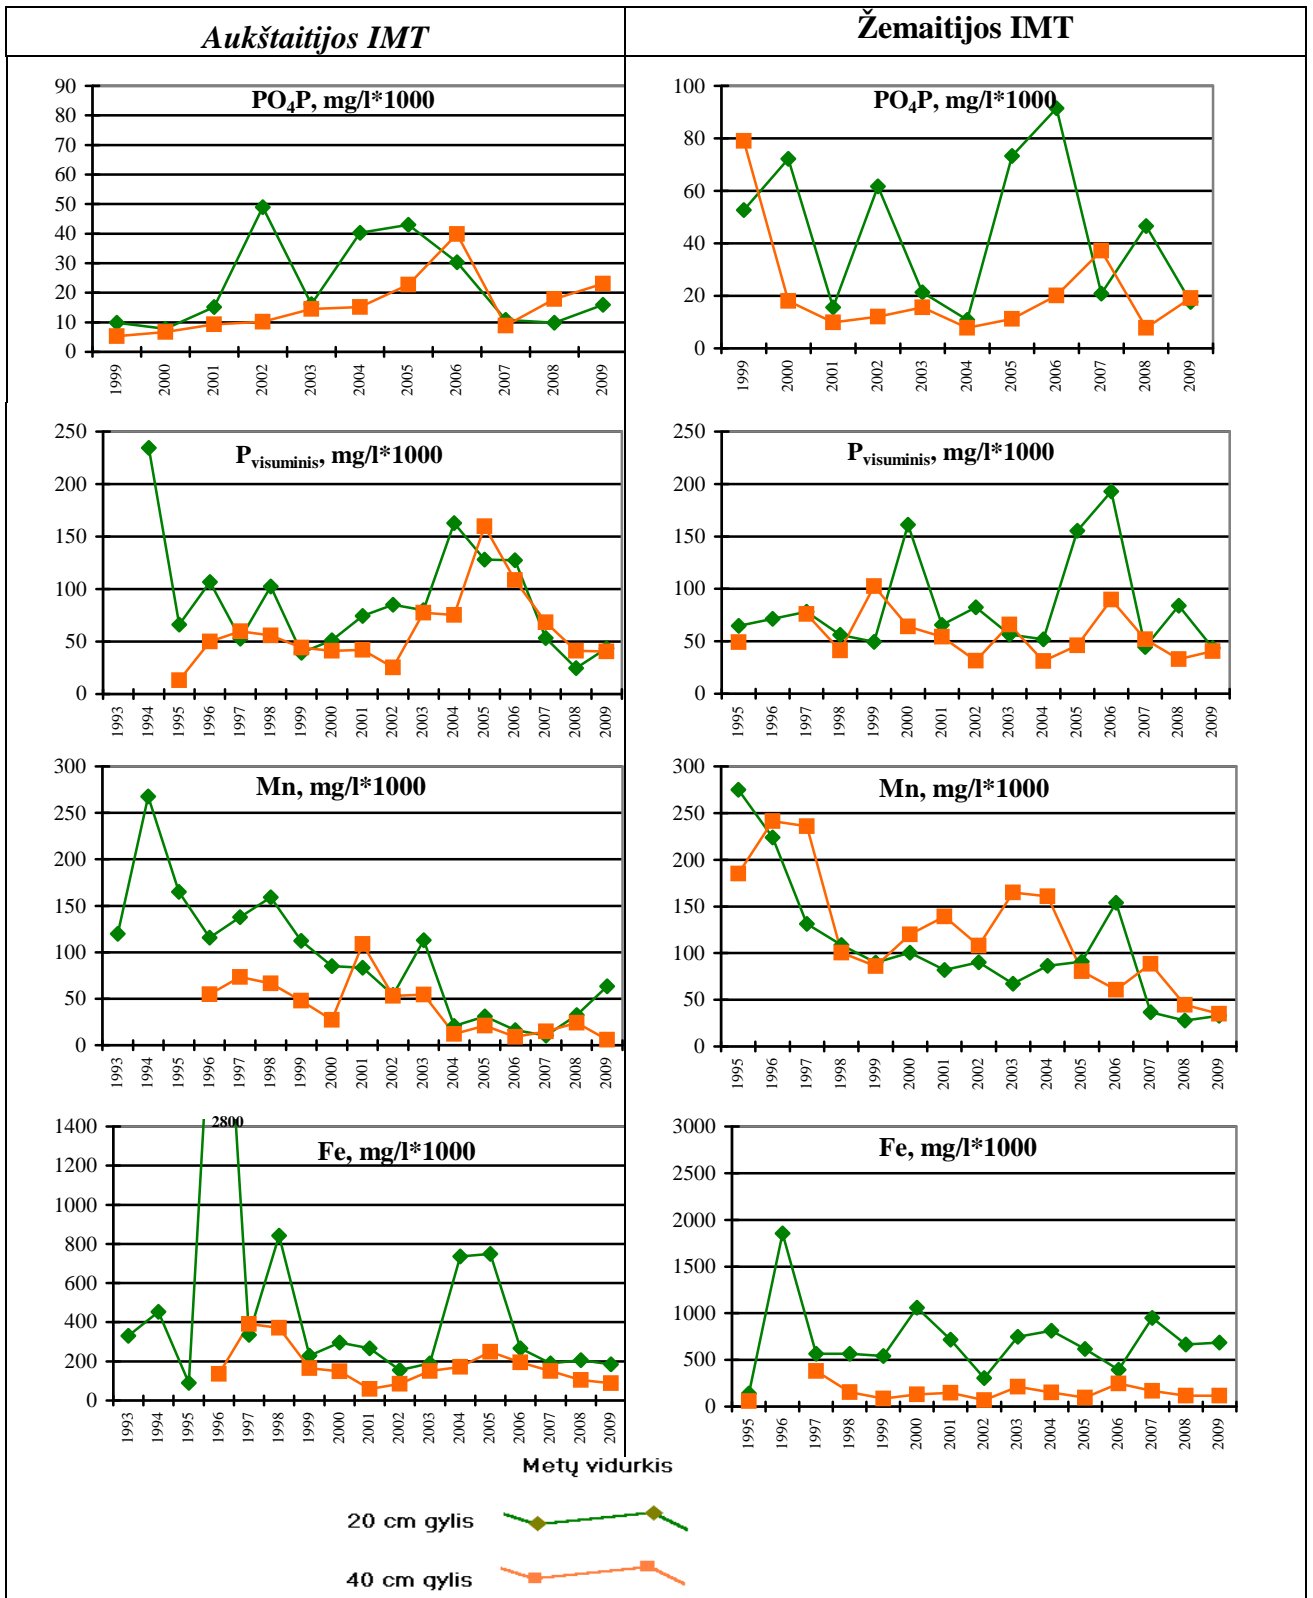 Aukštaitijos IMT
Žemaitijos IMT
PO4P, mg/l*1000
90
80
70
60
50
40
30
20
10
0
1999 2000 2001 2002 2003 2004 2005 2006 2007 2008 2009
PO4P, mg/l*1000
100
80
60
40
20
0
1999 2000 2001 2002 2003 2004 2005 2006 2007 2008 2009
Pvisuminis, mg/l*1000
250
200
150
100
50
0
1993 1994 1995 1996 1997 1998 1999 2000 2001 2002 2003 2004 2005 2006 2007 2008 2009
Pvisuminis, mg/l*1000
250
200
150
100
50
0
1995 1996 1997 1998 1999 2000 2001 2002 2003 2004 2005 2006 2007 2008 2009
Mn, mg/l*1000
300
250
200
150
100
50
0
1993 1994 1995 1996 1997 1998 1999 2000 2001 2002 2003 2004 2005 2006 2007 2008 2009
Mn, mg/l*1000
300
250
200
150
100
50
0
1995 1996 1997 1998 1999 2000 2001 2002 2003 2004 2005 2006 2007 2008 2009
2800
Fe, mg/l*1000
1400
1200
1000
800
600
400
200
0
1993 1994 1995 1996 1997 1998 1999 2000 2001 2002 2003 2004 2005 2006 2007 2008 2009
Fe, mg/l*1000
3000
2500
2000
1500
1000
500
0
1995 1996 1997 1998 1999 2000 2001 2002 2003 2004 2005 2006 2007 2008 2009
Metų vidurkis
20 cm gylis
40 cm gylis